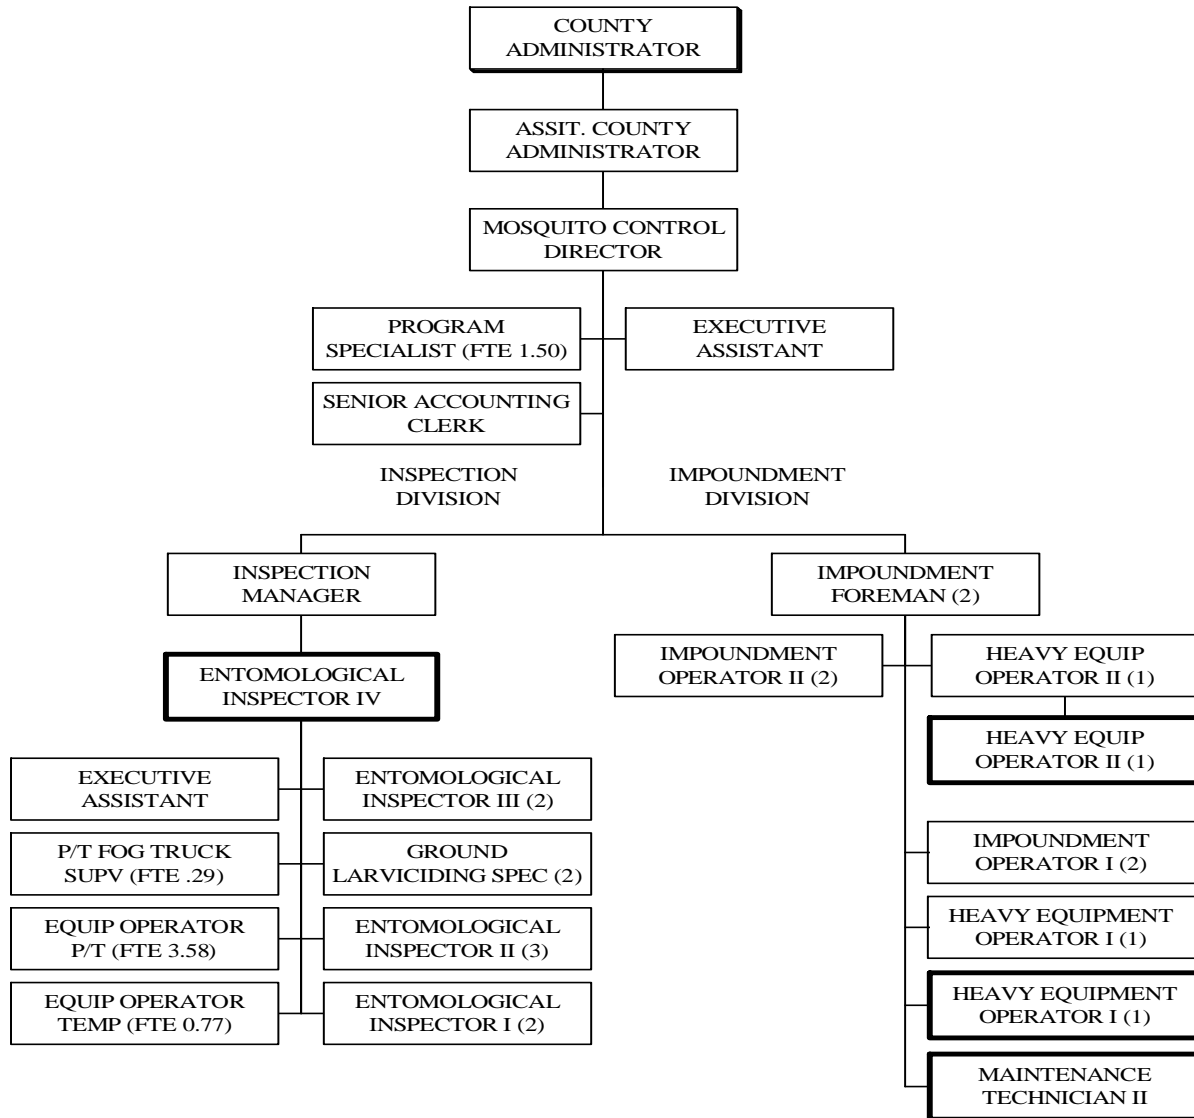 COUNTY
ADMINISTRATOR
ASSIT. COUNTY
ADMINISTRATOR
MOSQUITO CONTROL
DIRECTOR
PROGRAM
SPECIALIST (FTE 1.50)
EXECUTIVE
ASSISTANT
SENIOR ACCOUNTING
CLERK
INSPECTION
DIVISION
IMPOUNDMENT
DIVISION
INSPECTION
MANAGER
IMPOUNDMENT
FOREMAN (2)
ENTOMOLOGICAL
INSPECTOR IV
EXECUTIVE
ASSISTANT
ENTOMOLOGICAL
INSPECTOR III (2)
P/T FOG TRUCK
SUPV (FTE .29)
GROUND
LARVICIDING SPEC (2)
EQUIP OPERATOR
P/T (FTE 3.58)
ENTOMOLOGICAL
INSPECTOR II (3)
EQUIP OPERATOR
TEMP (FTE 0.77)
ENTOMOLOGICAL
INSPECTOR I (2)
IMPOUNDMENT
OPERATOR II (2)
HEAVY EQUIP
OPERATOR II (1)
HEAVY EQUIP
OPERATOR II (1)
IMPOUNDMENT
OPERATOR I (2)
HEAVY EQUIPMENT
OPERATOR I (1)
HEAVY EQUIPMENT
OPERATOR I (1)
MAINTENANCE
TECHNICIAN II